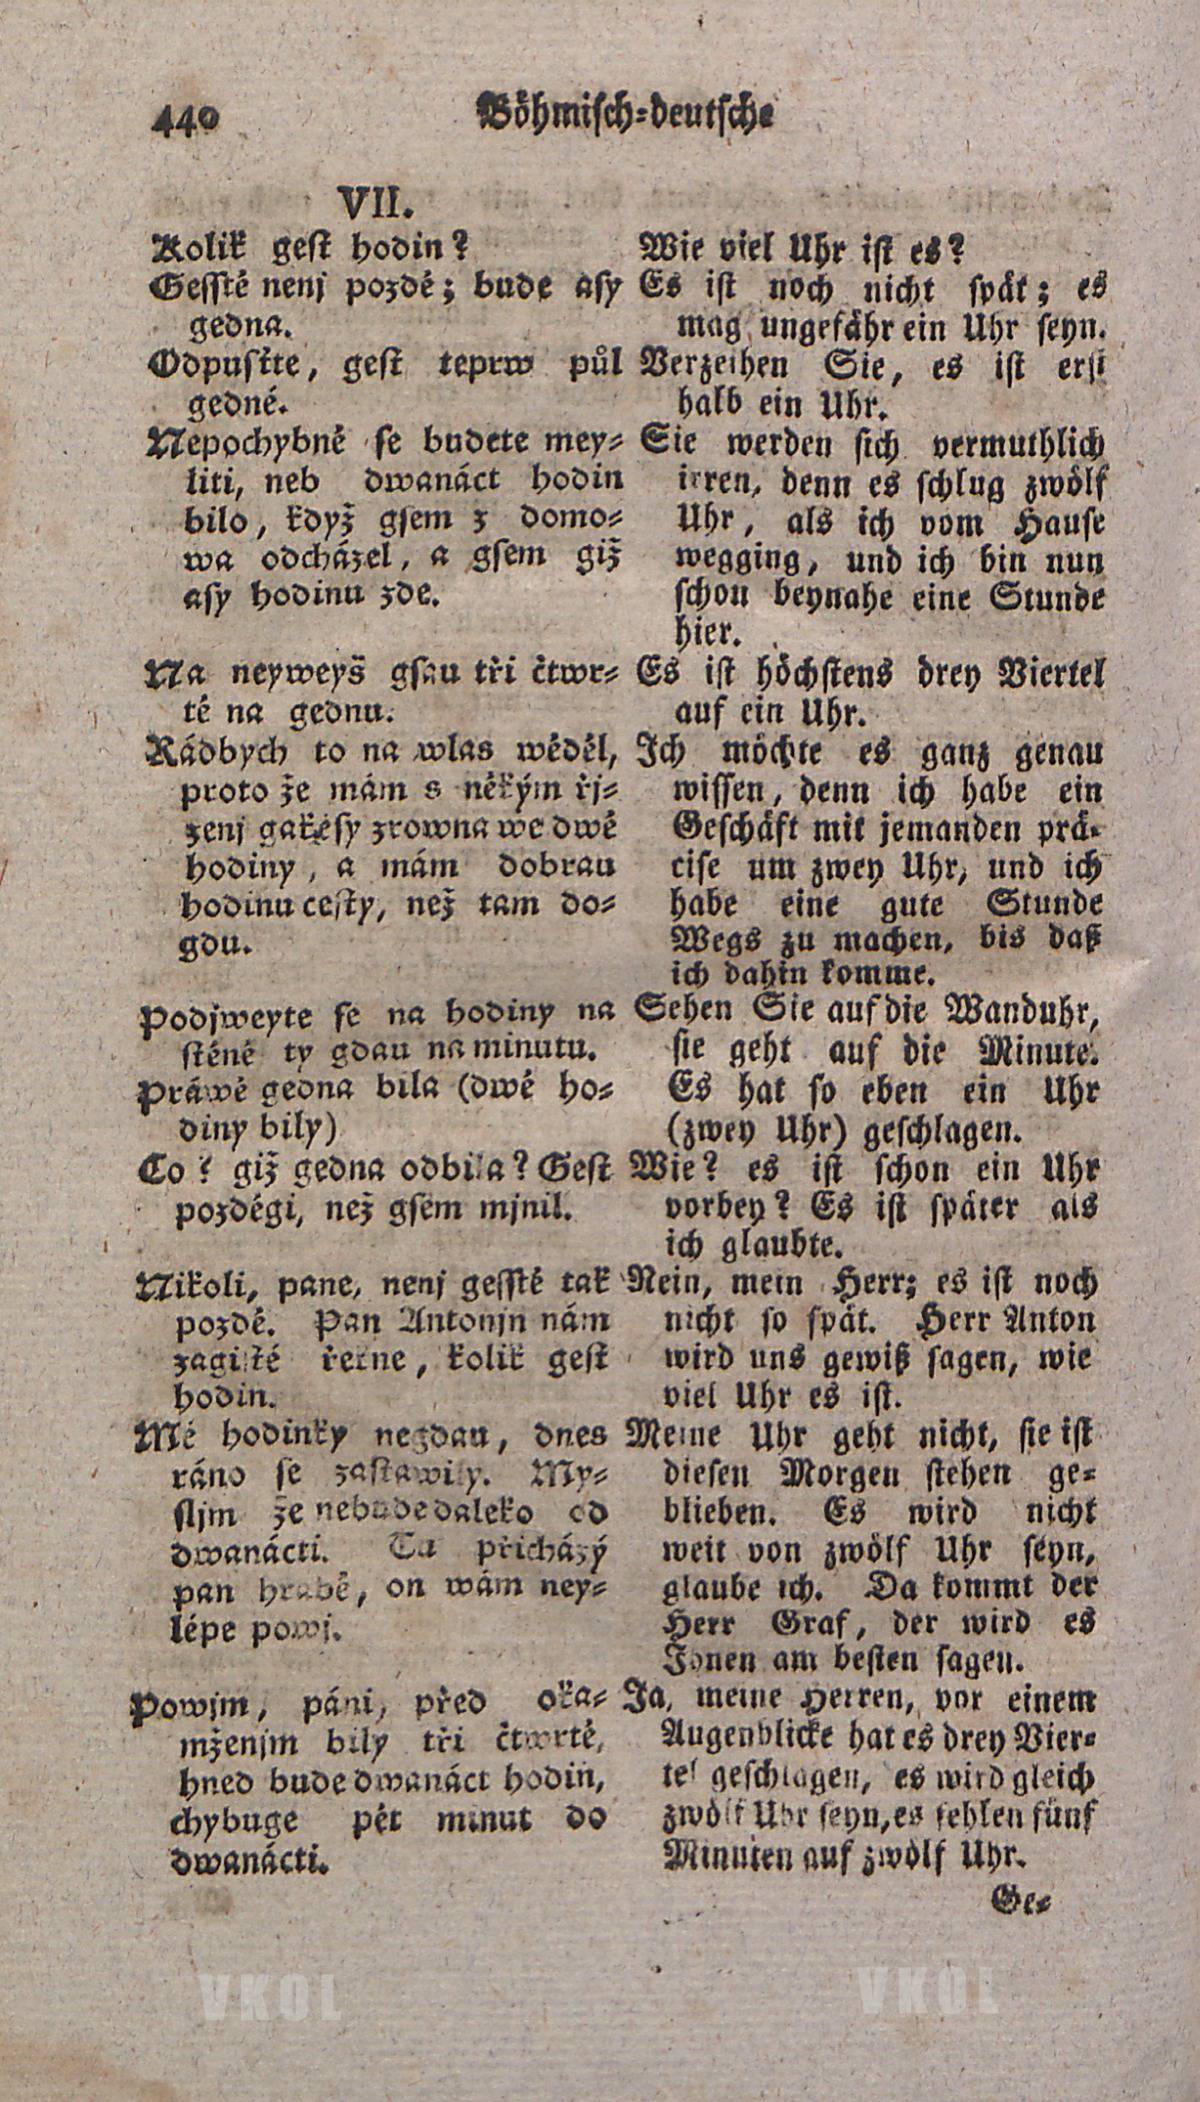 440
Böhmisch-deutsche
VII.
Kolik gest hodin?
Gesstě nenj pozdě; bude asy
gedna.
Odpusťte, gest teprw půl
gedné.
Nepochybně se budete mey-
liti, neb dwanáct hodin
bilo, když gsem z domo-
wa odcházel, a gsem giž
asy hodinu zde.
Na neyweyš gsau tři čtwr-
tě na gednu.
Rádbych to na wlas wěděl,
proto že mám s někým řj-
zenj gakési zrowna we dwě
hodiny, a mám dobrau
hodinu cesty, než tam do-
gdu.
Podjweyte se na hodiny na
stěně ty gdau na minutu.
Práwě gedna bila (dwě ho-
diny bily)
Co? giž gedna odbila? Gest
pozděgi, než gsem mjnil.
Nikoli, pane, nenj gesstě tak
pozdě. Pan Antonjn nám
zagisté řekne, kolik gest
hodin.
Mé hodinky negdau, dnes
ráno se zastawily. My-
sljm že nebude daleko od
dwanácti. Tu přicházý
pan hrabě, on wám ney-
lépe powj.
Powjm, páni, před oka-
mženjm bily tři čtwrtě,
hned bude dwanáct hodin,
chybuge pět minut do
dwanácti.
Wie viel Uhr ist es?
Es ist noch nicht spät; es
mag ungefähr ein Uhr seyn.
Verzeihen Sie, es ist erst
halb ein Uhr.
Sie werden sich vermuthlich
irren, denn es schlug zwölf
Uhr, als ich vom Hause
wegging, und ich bin nun
schon beynahe eine Stunde
hier.
Es ist höchstens drey Viertel
auf ein Uhr.
Ich möchte es ganz genau
wissen, denn ich habe ein
Geschäft mit jemanden prä-
cise um zwey Uhr, und ich
habe eine gute Stunde
Wegs zu machen, bis daß
ich dahin komme.
Sehen Sie auf die Wanduhr,
sie geht auf die Minute.
Es hat so eben ein Uhr
(zwey Uhr) geschlagen.
Wie? es ist schon ein Uhr
vorbey? Es ist später als
ich glaubte.
Nein, mein Herr; es ist noch
nicht so spät. Herr Anton
wird uns gewiß sagen, wie
viel Uhr es ist.
Meine Uhr geht nicht, sie ist
diesen Morgen stehen ge-
blieben. Es wird nicht
weit von zwölf Uhr seyn,
glaube ich. Da kommt der
Herr Graf, der wird es
Ihnen am besten sagen.
Ja, meine Herren, vor einem
Augenblicke hat es drey Vier-
tel geschlagen, es wird gleich
zwölf Uhr seyn, es fehlen fünf
Minuten auf zwölf Uhr.
Ge-
VKOL
VKOL